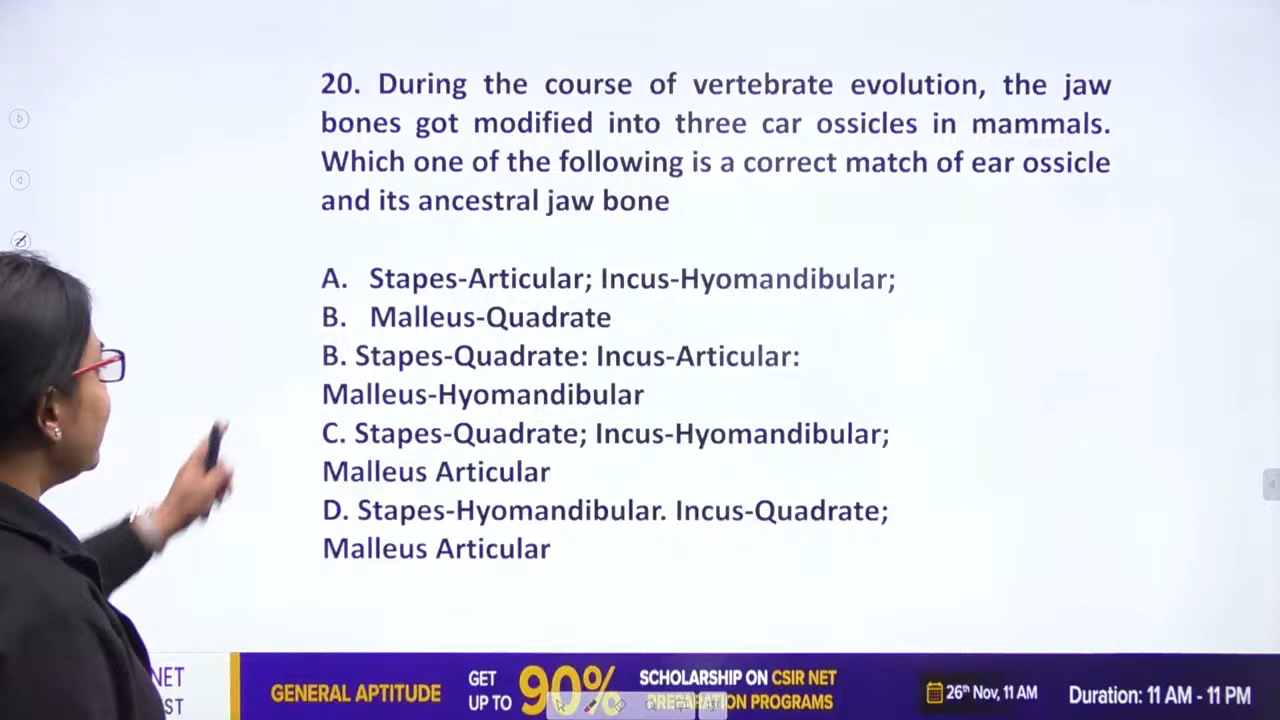 20. During the course of vertebrate evolution, the jaw
bones got modified into three car ossicles in mammals.
Which one of the following is a correct match of ear ossicle
and its ancestral jaw bone
A. Stapes-Articular; Incus-Hyomandibular;
B. Malleus-Quadrate
B. Stapes-Quadrate: Incus-Articular:
Malleus-Hyomandibular
C. Stapes-Quadrate; Incus-Hyomandibular;
Malleus Articular
D. Stapes-Hyomandibular. Incus-Quadrate;
Malleus Articular
NET
ST
GENERAL APTITUDE
GET
UP TO
90%
SCHOLARSHIP ON CSIR NET
PREPARATION PROGRAMS
26th Nov, 11 AM
Duration: 11 AM - 11 PM